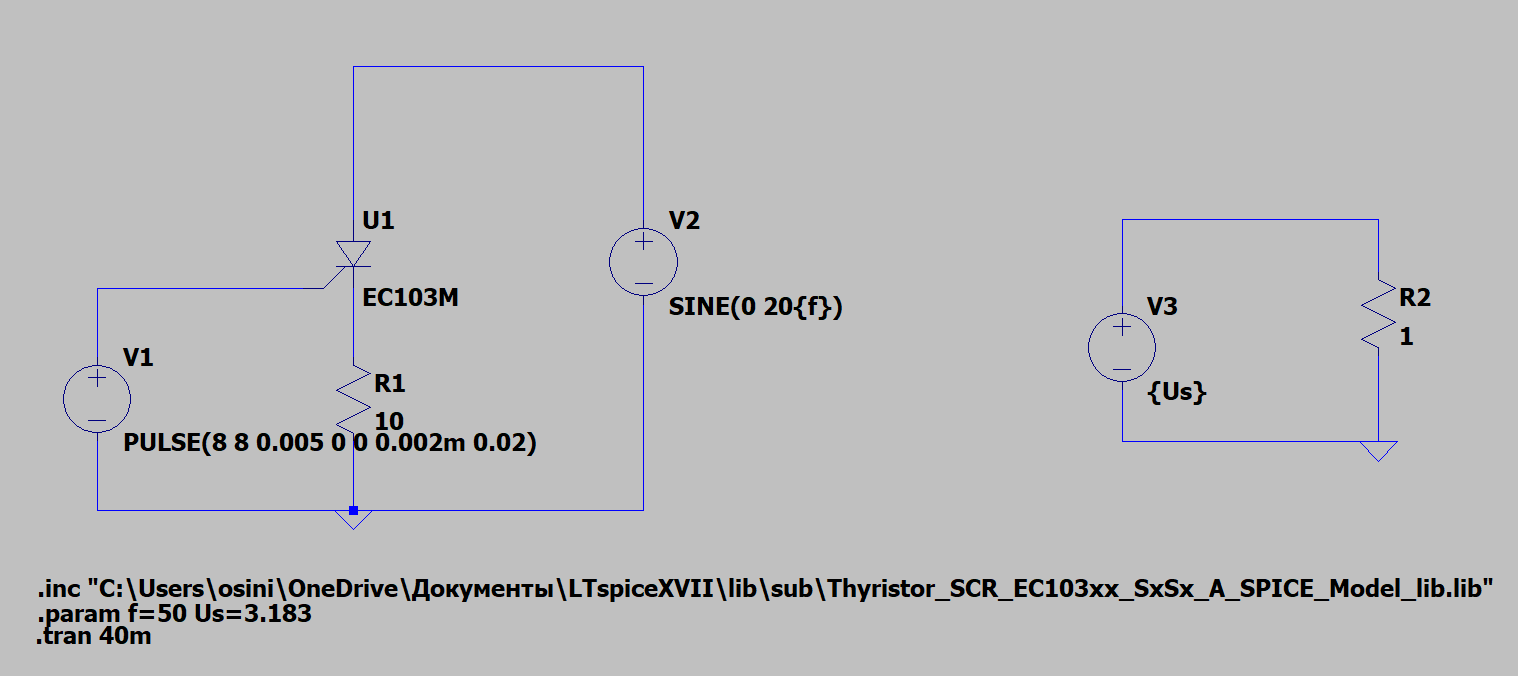 U1
EC103M
V2
SINE(0 20{f})
V1
PULSE(8 8 0.005 0 0 0.002m 0.02)
R1
10
V3
{Us}
R2
1
.inc "C:\Users\osini\OneDrive\Документы\LTspiceXVII\lib\sub\Thyristor_SCR_EC103xx_SxSx_A_SPICE_Model_lib.lib"
.param f=50 Us=3.183
.tran 40m